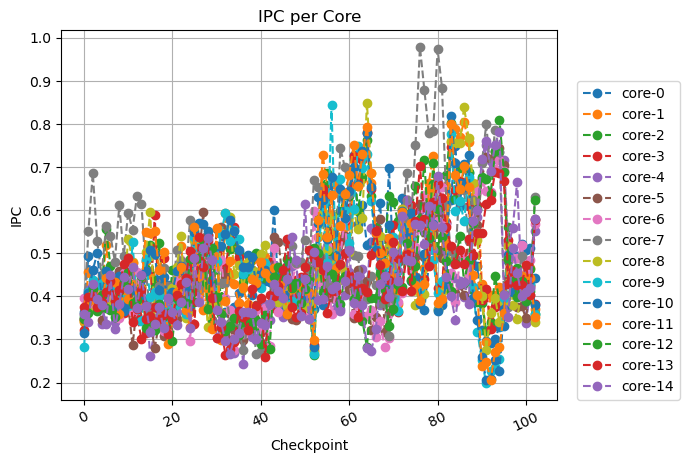 IPC per Core
IPC
1.0
0.9
0.8
0.7
0.6
0.5
0.4
0.3
0.2
0
20
40
60
80
100
Checkpoint
core-0
core-1
core-2
core-3
core-4
core-5
core-6
core-7
core-8
core-9
core-10
core-11
core-12
core-13
core-14